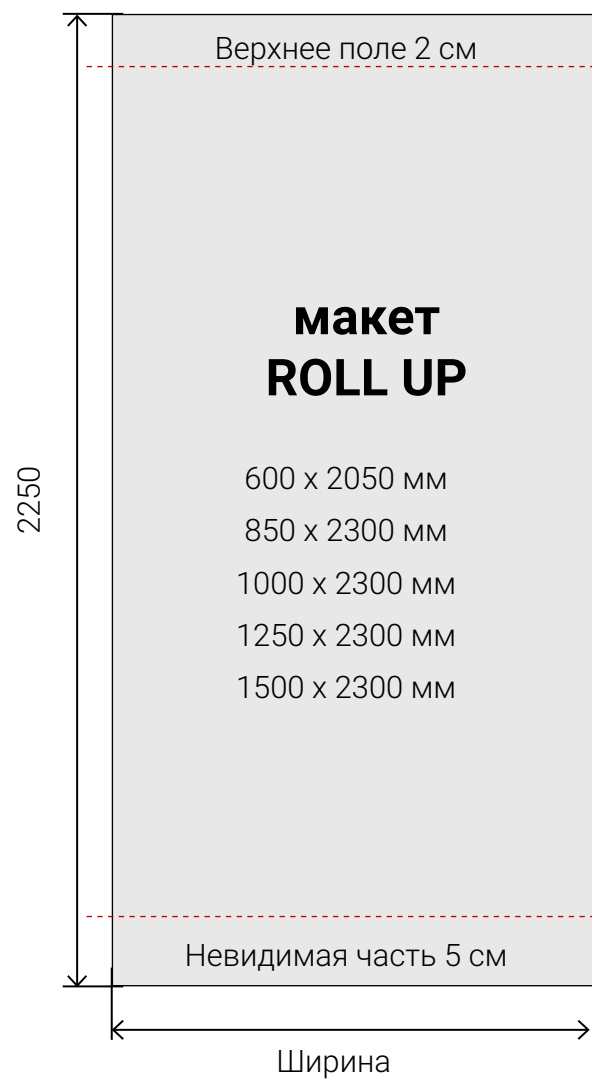 Верхнее поле 2 см
макет
ROLL UP
600 x 2050 мм
850 x 2300 мм
1000 x 2300 мм
1250 x 2300 мм
1500 x 2300 мм
2250
Невидимая часть 5 см
Ширина